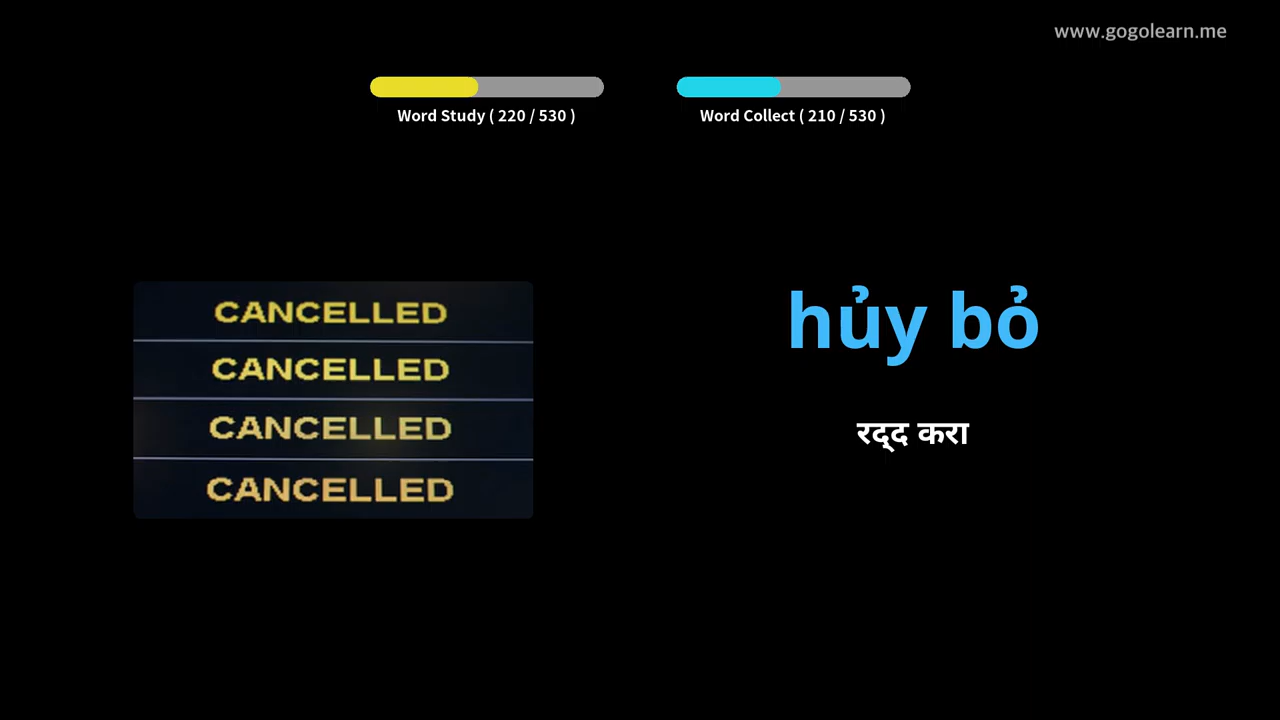 www.gogolearn.me
Word Study ( 220 / 530 )
Word Collect ( 210 / 530 )
CANCELLED
CANCELLED
CANCELLED
CANCELLED
hủy bỏ
रद्द करा